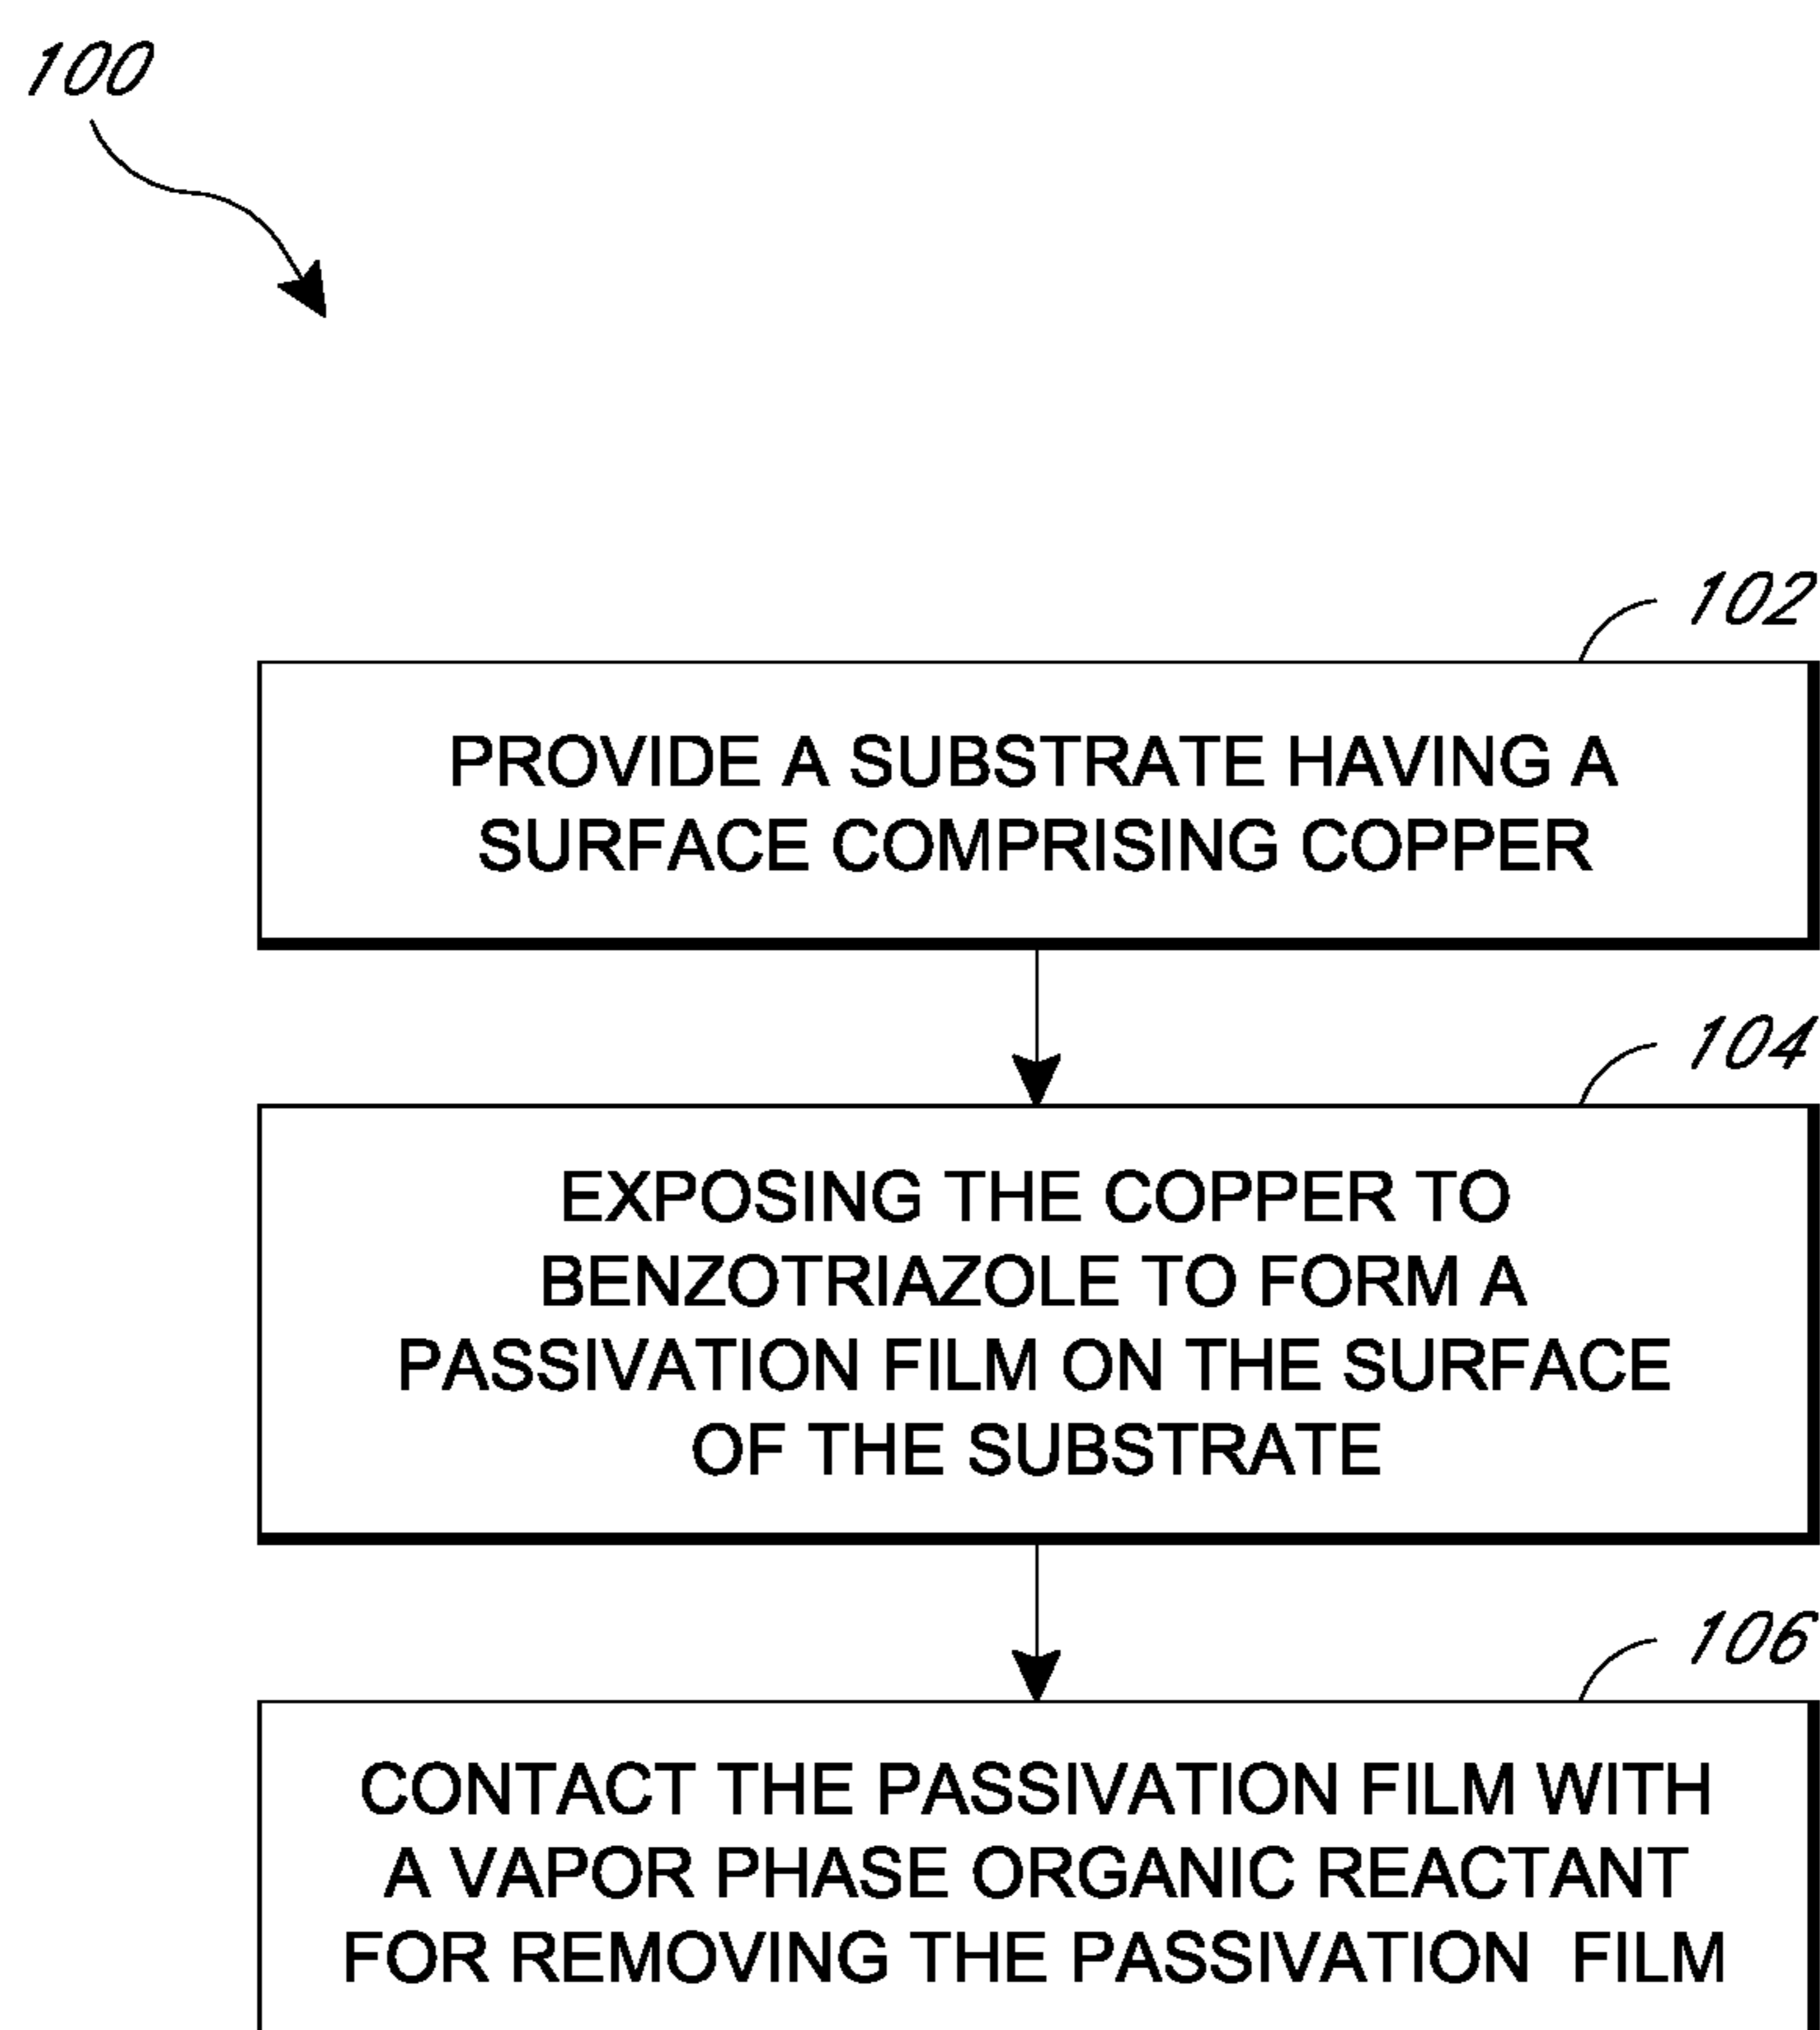 100
102
PROVIDE A SUBSTRATE HAVING A
SURFACE COMPRISING COPPER
104
EXPOSING THE COPPER TO
BENZOTRIAZOLE TO FORM A
PASSIVATION FILM ON THE SURFACE
OF THE SUBSTRATE
106
CONTACT THE PASSIVATION FILM WITH
A VAPOR PHASE ORGANIC REACTANT
FOR REMOVING THE PASSIVATION FILM